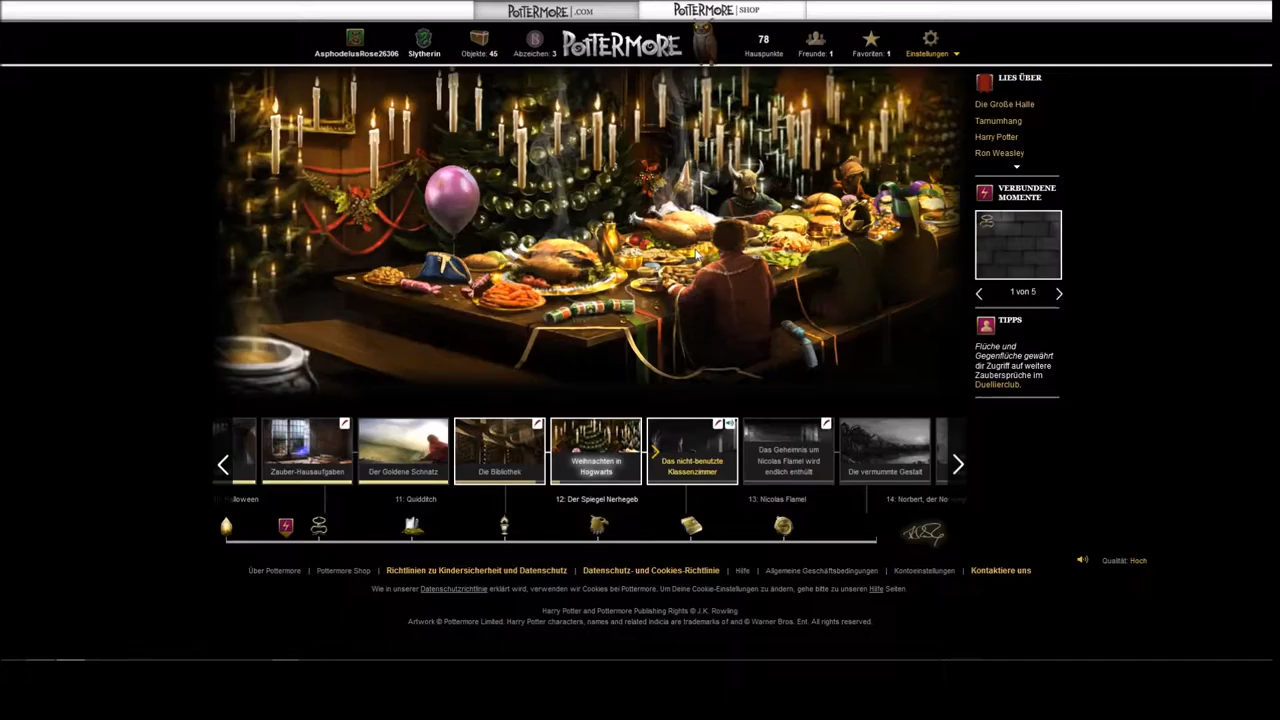 POTTERMORE .COM
POTTERMORE SHOP
AsphodelusRose26306
Slytherin
Objekte: 45
Abzeichen: 3
POTTERMORE
78
Hauspunkte
Freunde: 1
Favoriten: 1
Einstellungen
LIES ÜBER
Die Große Halle
Tarnumhang
Harry Potter
Ron Weasley
VERBUNDENE
MOMENTE
1 von 5
TIPPS
Flüche und
Gegenflüche gewährt
dir Zugriff auf weitere
Zaubersprüche im
Duellierclub.
Zauber-Hausaufgaben
Der Goldene Schnatz
Die Bibliothek
Weihnachten in
Hogwarts
Das nicht-benutzte
Klassenzimmer
Das Geheimnis um
Nicolas Flamel wird
endlich enthüllt
Die vermummte Gestalt
Halloween
11: Quidditch
12: Der Spiegel Nerhegeb
13: Nicolas Flamel
14: Norbert, der No
Qualität: Hoch
Über Pottermore | Pottermore Shop | Richtlinien zu Kindersicherheit und Datenschutz | Datenschutz- und Cookies-Richtlinie | Hilfe | Allgemeine Geschäftsbedingungen | Kontoeinstellungen | Kontaktiere uns
Wie in unserer Datenschutzrichtlinie erklärt wird, verwenden wir Cookies bei Pottermore. Um Deine Cookie-Einstellungen zu ändern, gehe bitte zu unseren Hilfe Seiten.
Harry Potter and Pottermore Publishing Rights © J.K. Rowling
Artwork © Pottermore Limited. Harry Potter characters, names and related indicia are trademarks of and © Warner Bros. Ent. All rights reserved.